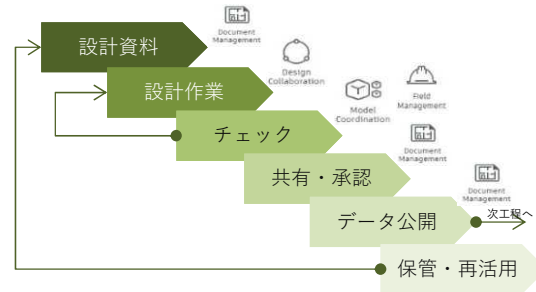 Document
Management
設計資料
Design
Collaboration
設計作業
Model
Coordination
Field
Management
チェック
Document
Management
共有・承認
Document
Management
データ公開
次工程へ
保管・再活用